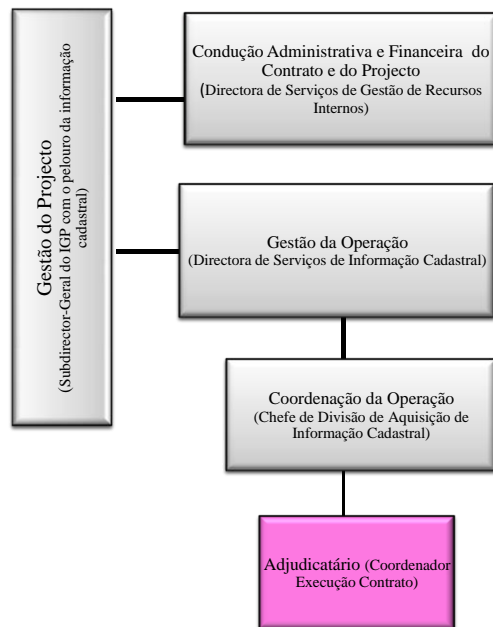 Gestão do Projecto
(Subdirector-Geral do IGP com o pelouro da informação
cadastral)
Condução Administrativa e Financeira do
Contrato e do Projecto
(Directora de Serviços de Gestão de Recursos
Internos)
Gestão da Operação
(Directora de Serviços de Informação Cadastral)
Coordenação da Operação
(Chefe de Divisão de Aquisição de
Informação Cadastral)
Adjudicatário (Coordenador
Execução Contrato)